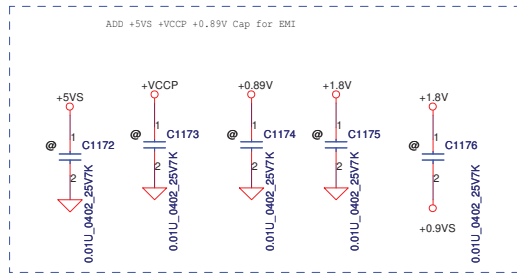 ADD +5VS +VCCP +0.89V Cap for EMI
+5VS
+VCCP
+0.89V
+1.8V
+1.8V
1
1
1
1
1
@
C1172
@
C1173
@
C1174
@
C1175
@
C1176
2
2
2
2
2
0.01U_0402_25V7K
0.01U_0402_25V7K
0.01U_0402_25V7K
0.01U_0402_25V7K
0.01U_0402_25V7K
+0.9VS